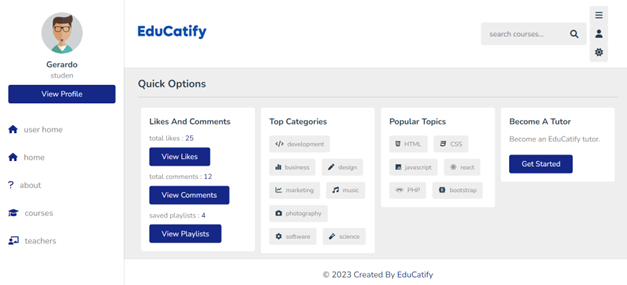 Gerardo
studen
View Profile
user home
home
about
courses
teachers
EduCatify
search courses...
Quick Options
Likes And Comments
total likes : 25
View Likes
total comments : 12
View Comments
saved playlists : 4
View Playlists
Top Categories
development
business
design
marketing
music
photography
software
science
Popular Topics
HTML
CSS
javascript
react
PHP
bootstrap
Become A Tutor
Become an EduCatify tutor.
Get Started
© 2023 Created By EduCatify